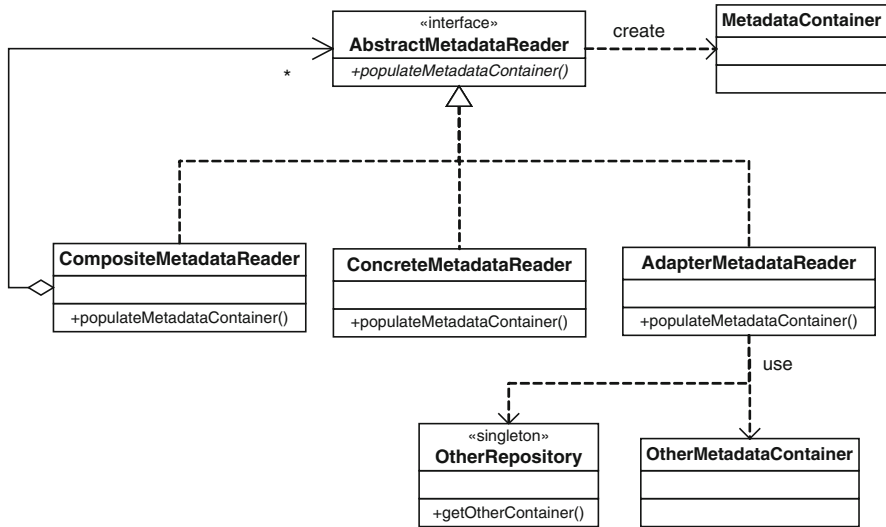 «interface»
AbstractMetadataReader
+populateMetadataContainer()
create
MetadataContainer
*
CompositeMetadataReader
+populateMetadataContainer()
ConcreteMetadataReader
+populateMetadataContainer()
AdapterMetadataReader
+populateMetadataContainer()
use
«singleton»
OtherRepository
+getOtherContainer()
OtherMetadataContainer